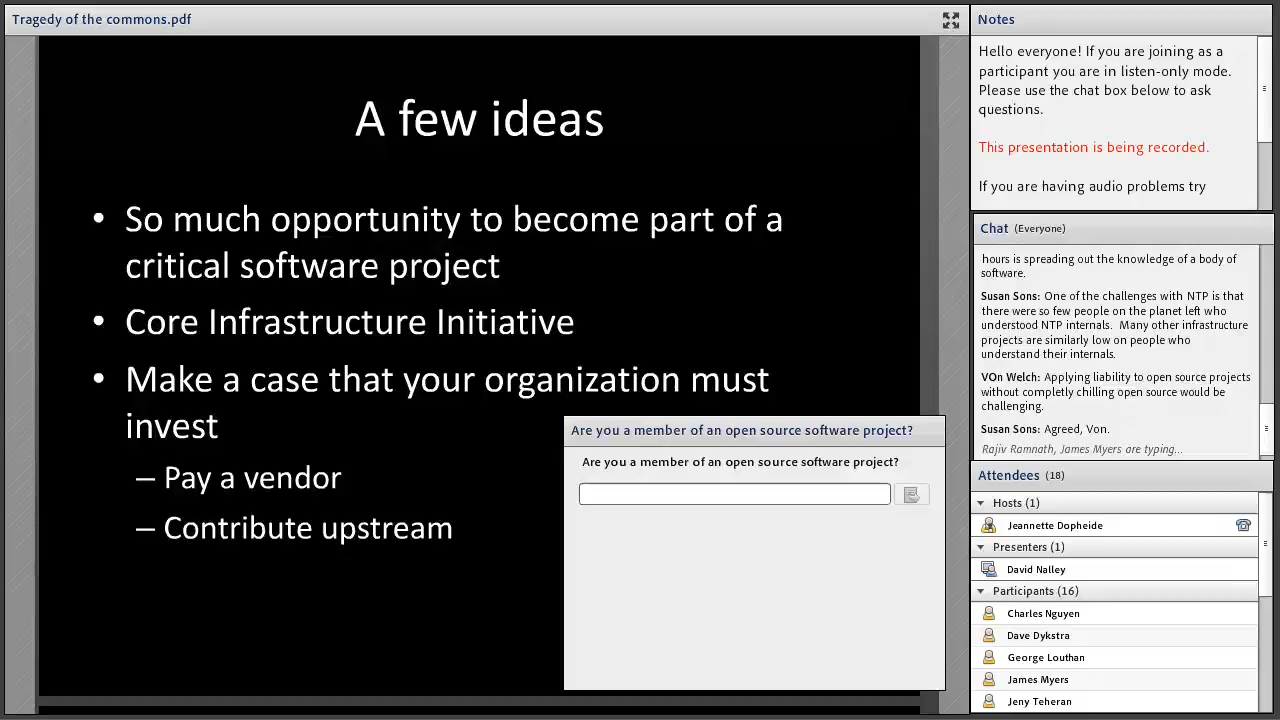 Tragedy of the commons.pdf
A few ideas
• So much opportunity to become part of a
critical software project
• Core Infrastructure Initiative
• Make a case that your organization must
invest
– Pay a vendor
– Contribute upstream
Are you a member of an open source software project?
Are you a member of an open source software project?
Notes
Hello everyone! If you are joining as a
participant you are in listen-only mode.
Please use the chat box below to ask
questions.
This presentation is being recorded.
If you are having audio problems try
Chat (Everyone)
hours is spreading out the knowledge of a body of
software.
Susan Sons: One of the challenges with NTP is that
there were so few people on the planet left who
understood NTP internals. Many other infrastructure
projects are similarly low on people who
understand their internals.
VOn Welch: Applying liability to open source projects
without completly chilling open source would be
challenging.
Susan Sons: Agreed, Von.
Rajiv Ramnath, James Myers are typing...
Attendees (18)
Hosts (1)
Jeannette Dopheide
Presenters (1)
David Nalley
Participants (16)
Charles Nguyen
Dave Dykstra
George Louthan
James Myers
Jeny Teheran